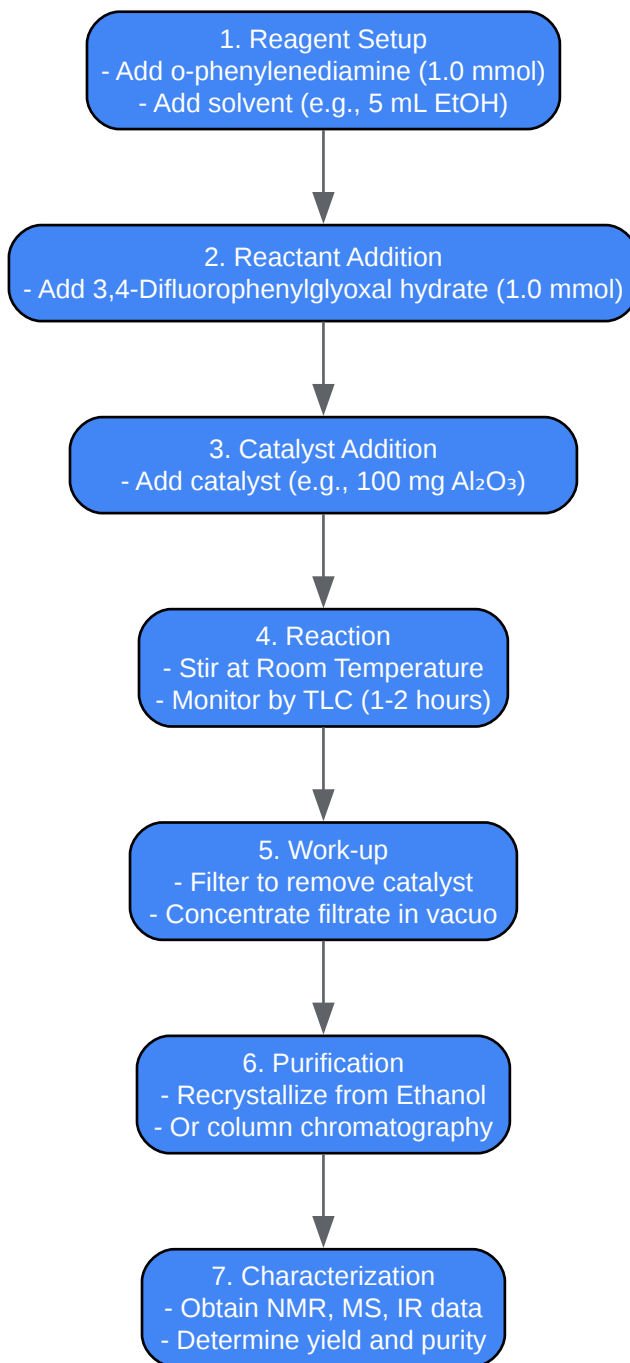 1. Reagent Setup
- Add o-phenylenediamine (1.0 mmol)
- Add solvent (e.g., 5 mL EtOH)
2. Reactant Addition
- Add 3,4-Difluorophenylglyoxal hydrate (1.0 mmol)
3. Catalyst Addition
- Add catalyst (e.g., 100 mg Al₂O₃)
4. Reaction
- Stir at Room Temperature
- Monitor by TLC (1-2 hours)
5. Work-up
- Filter to remove catalyst
- Concentrate filtrate in vacuo
6. Purification
- Recrystallize from Ethanol
- Or column chromatography
7. Characterization
- Obtain NMR, MS, IR data
- Determine yield and purity